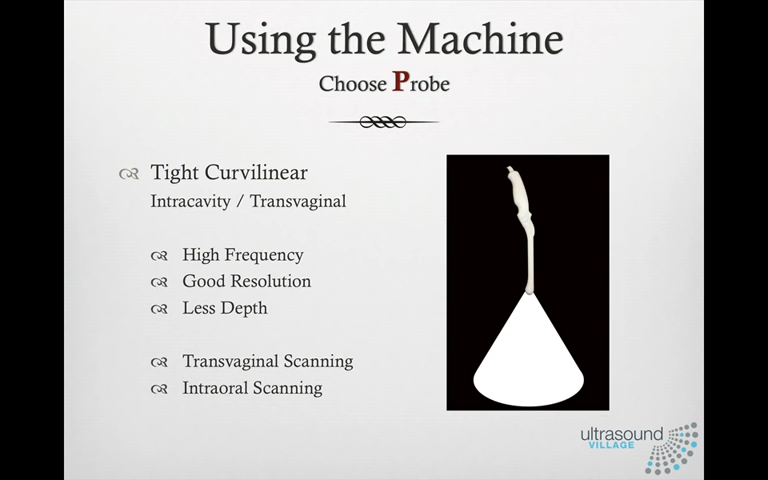 Using the Machine
Choose Probe
Tight Curvilinear
Intracavity / Transvaginal
High Frequency
Good Resolution
Less Depth
Transvaginal Scanning
Intraoral Scanning
ultrasound
VILLAGE